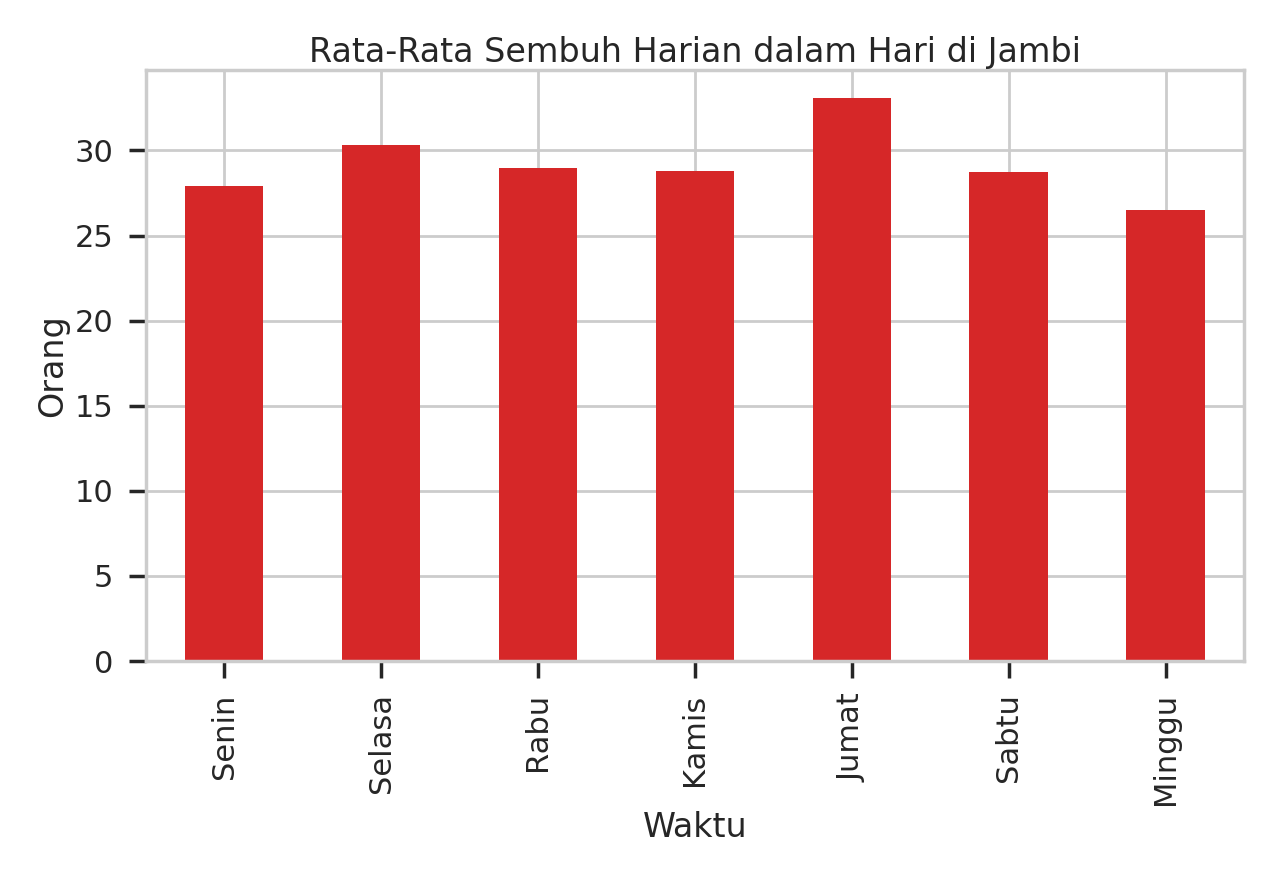 Rata-Rata Sembuh Harian dalam Hari di Jambi
30
25
20
15
10
5
0
Orang
Senin
Selasa
Rabu
Kamis
Jumat
Sabtu
Minggu
Waktu